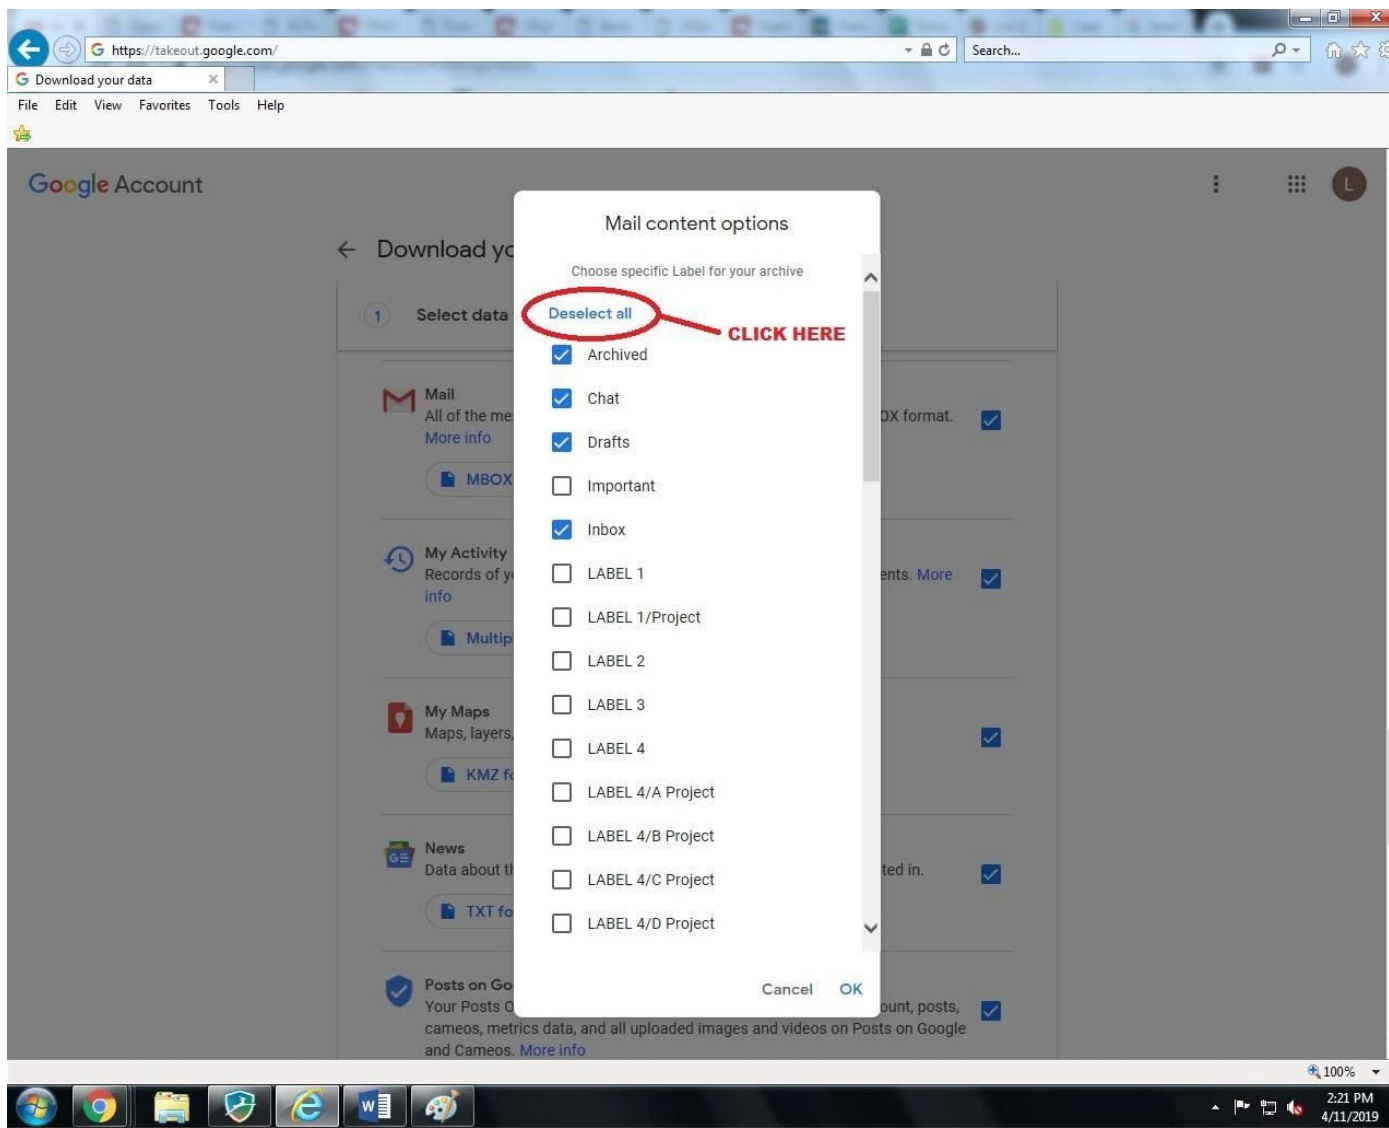 https://takeout.google.com/
Search...
Download your data
File Edit View Favorites Tools Help
Google Account
L
Mail content options
Download yo
Choose specific Label for your archive
1 Select data
Deselect all
CLICK HERE
Archived
Mail
Chat
All of the me
OX format.
More info
Drafts
MBOX
Important
Inbox
My Activity
Records of yo
LABEL 1
ents. More
info
LABEL 1/Project
Multip
LABEL 2
My Maps
LABEL 3
Maps, layers,
LABEL 4
KMZ fo
LABEL 4/A Project
LABEL 4/B Project
News
Data about th
LABEL 4/C Project
ted in.
TXT fo
LABEL 4/D Project
Posts on Go
Cancel OK
Your Posts O
ount, posts,
cameos, metrics data, and all uploaded images and videos on Posts on Google
and Cameos. More info
100%
2:21 PM
4/11/2019